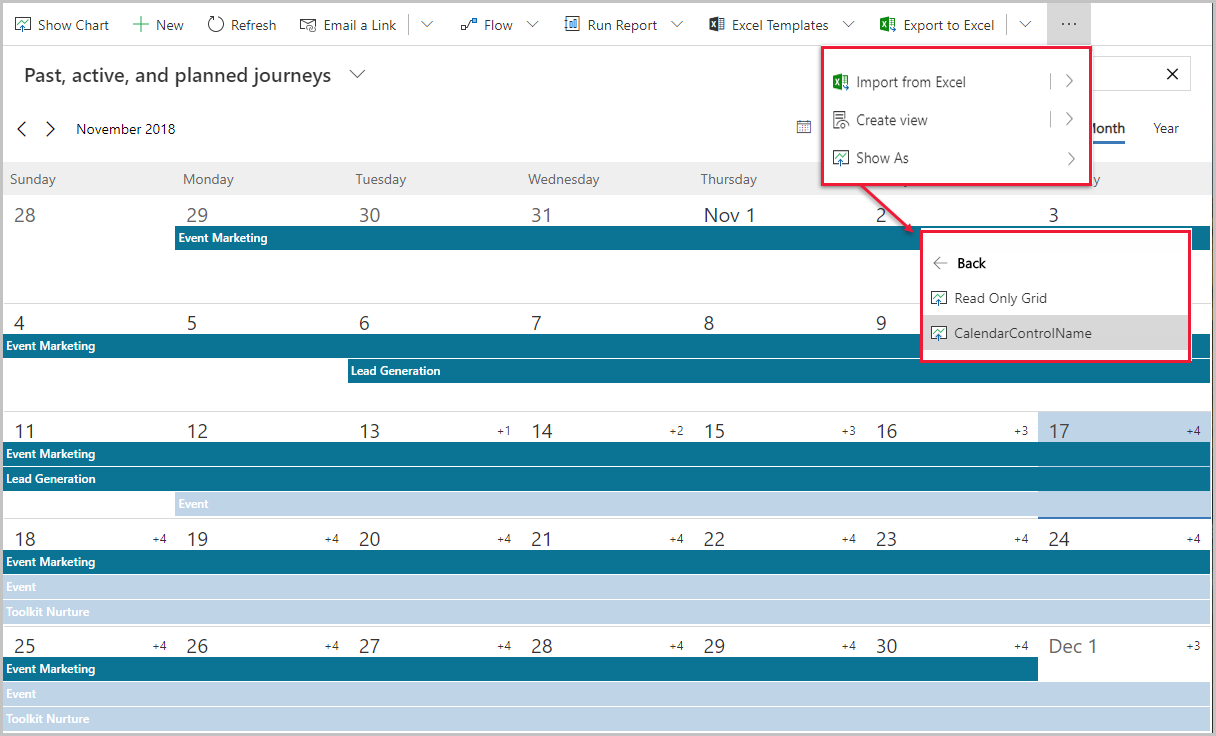 Show Chart New Refresh Email a Link Flow Run Report Excel Templates Export to Excel ...
Past, active, and planned journeys
Import from Excel
Create view
Show As
November 2018
Month Year
Sunday Monday Tuesday Wednesday Thursday
28 29 30 31 Nov 1 2 3
Event Marketing
Back
Read Only Grid
CalendarControlName
4 5 6 7 8 9
Event Marketing
Lead Generation
11 12 13 +1 14 +2 15 +3 16 +3 17 +4
Event Marketing
Lead Generation
Event
18 +4 19 +4 20 +4 21 +4 22 +4 23 +4 24 +4
Event Marketing
Event
Toolkit Nurture
25 +4 26 +4 27 +4 28 +4 29 +4 30 +4 Dec 1 +3
Event Marketing
Event
Toolkit Nurture